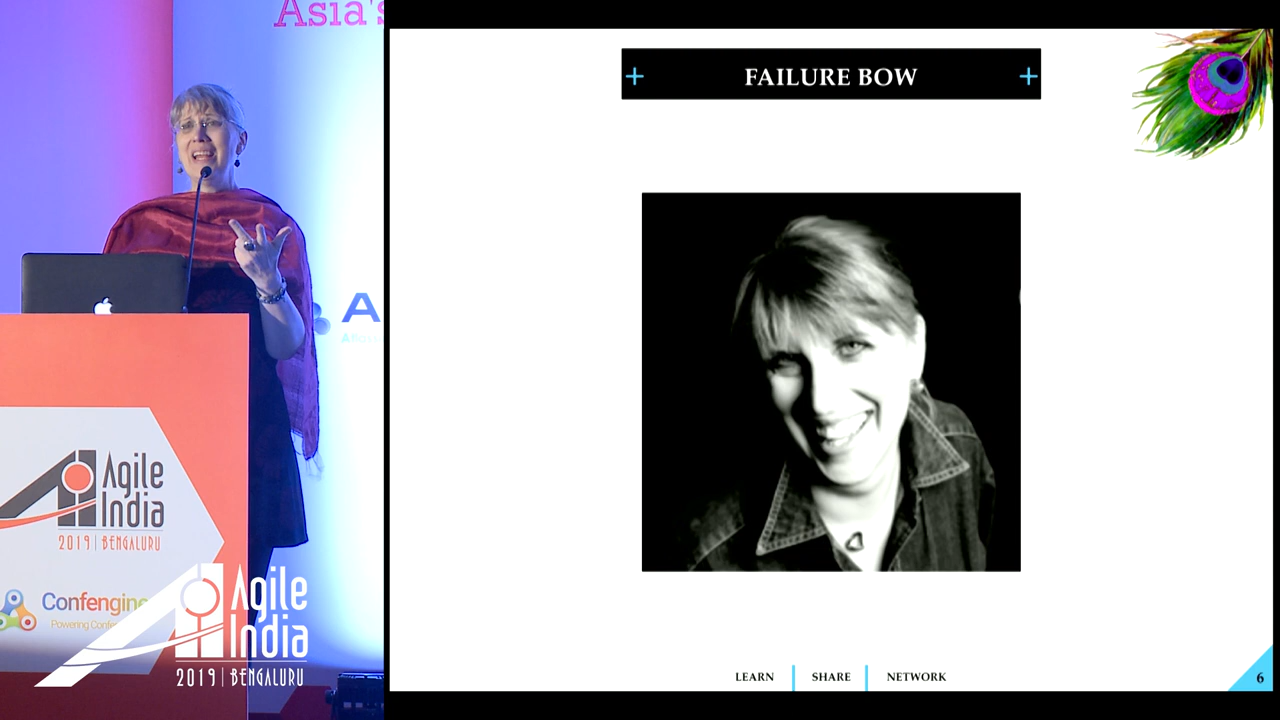 Asia's
A
Agile
India
2019 | BENGALURU
Confengine
Agile
India
2019 | BENGALURU
FAILURE BOW
LEARN
SHARE
NETWORK
6